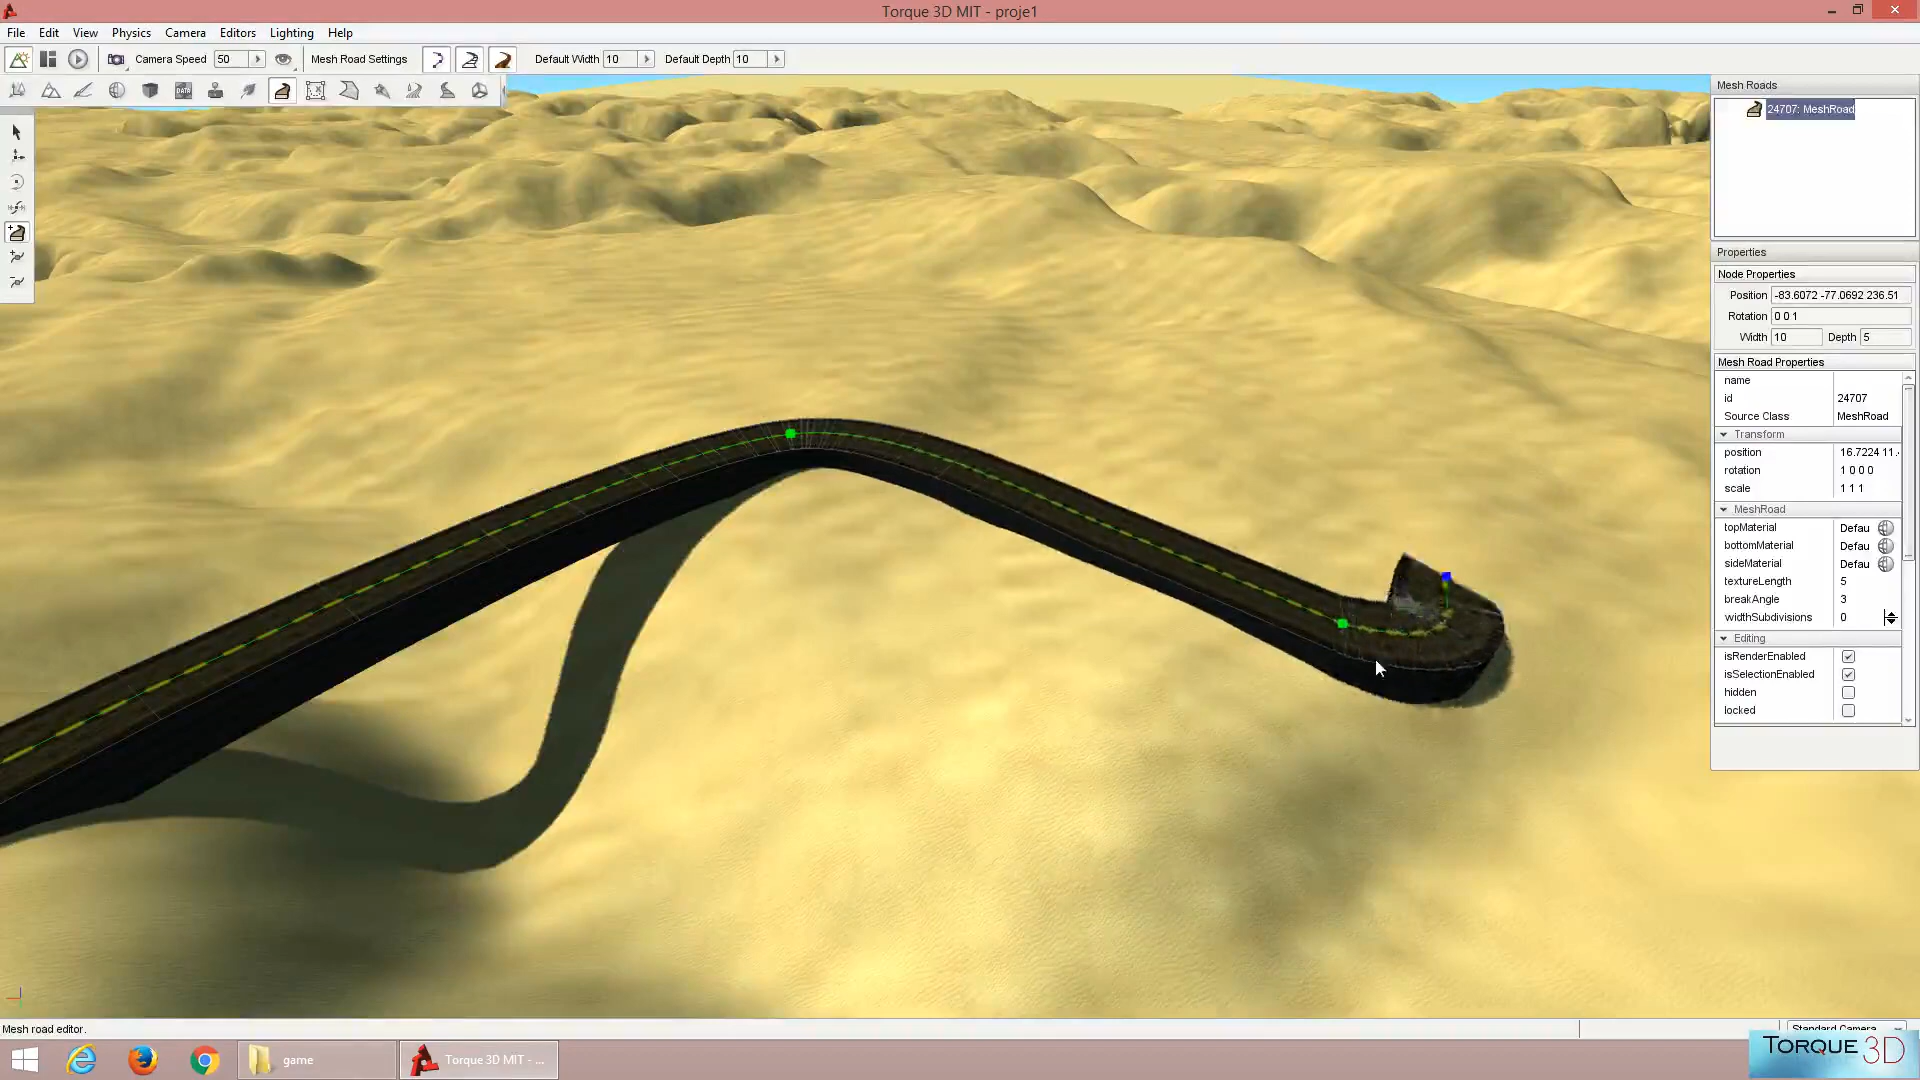 Torque 3D MIT - proje1
File Edit View Physics Camera Editors Lighting Help
Camera Speed 50 Mesh Road Settings Default Width 10 Default Depth 10
DATA
Mesh Roads
24707: MeshRoad
Properties
Node Properties
Position -83.6072 -77.0692 236.51
Rotation 0 0 1
Width 10 Depth 5
Mesh Road Properties
name
id 24707
Source Class MeshRoad
Transform
position 16.7224 11.
rotation 1 0 0 0
scale 1 1 1
MeshRoad
topMaterial Defau
bottomMaterial Defau
sideMaterial Defau
textureLength 5
breakAngle 3
widthSubdivisions 0
Editing
isRenderEnabled
isSelectionEnabled
hidden
locked
Mesh road editor.
Standard Camera
game
Torque 3D MIT - ...
TORQUE 3D